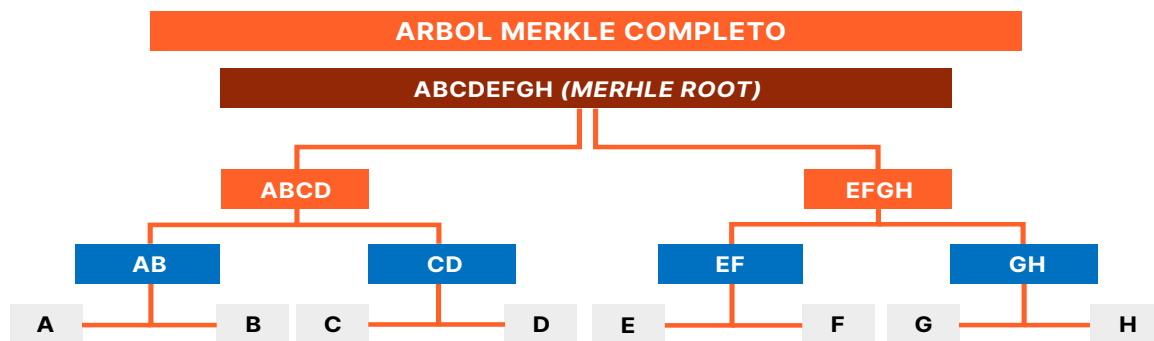 ARBOL MERKLE COMPLETO
ABCDEFGH (MERHLE ROOT)
ABCD EFGH
AB CD EF GH
A B C D E F G H